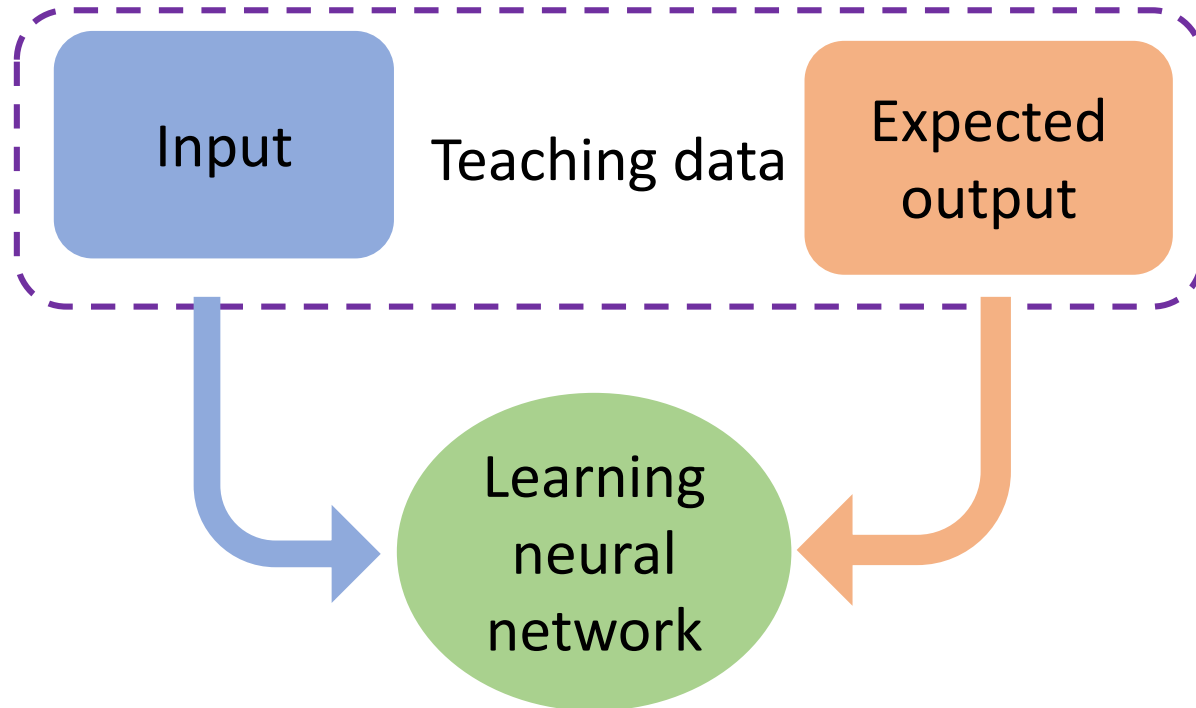 Input
Teaching data
Expected
output
Learning
neural
network